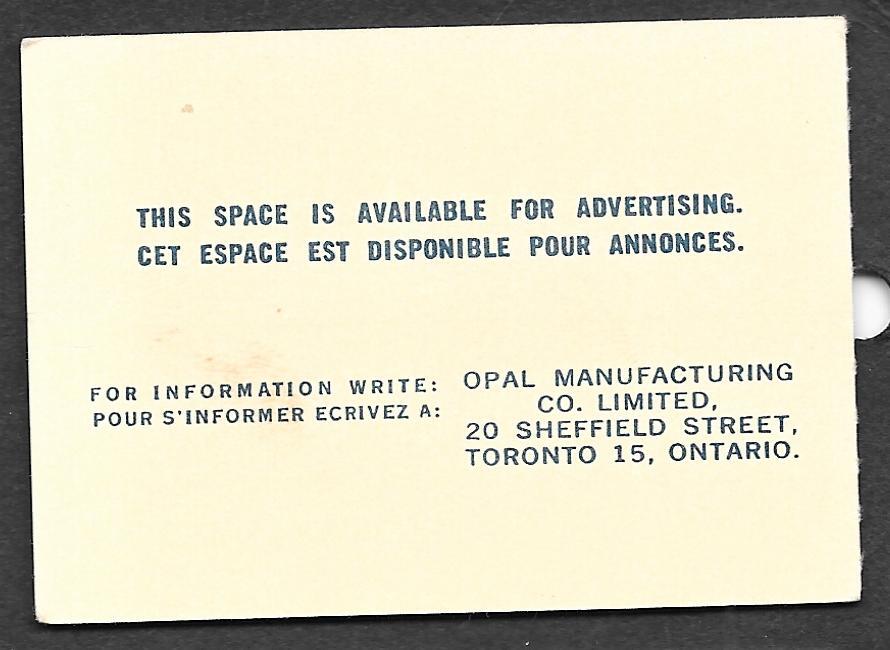 THIS SPACE IS AVAILABLE FOR ADVERTISING.
CET ESPACE EST DISPONIBLE POUR ANNONCES.
FOR INFORMATION WRITE:
POUR S'INFORMER ECRIVEZ A:
OPAL MANUFACTURING
CO. LIMITED,
20 SHEFFIELD STREET,
TORONTO 15, ONTARIO.